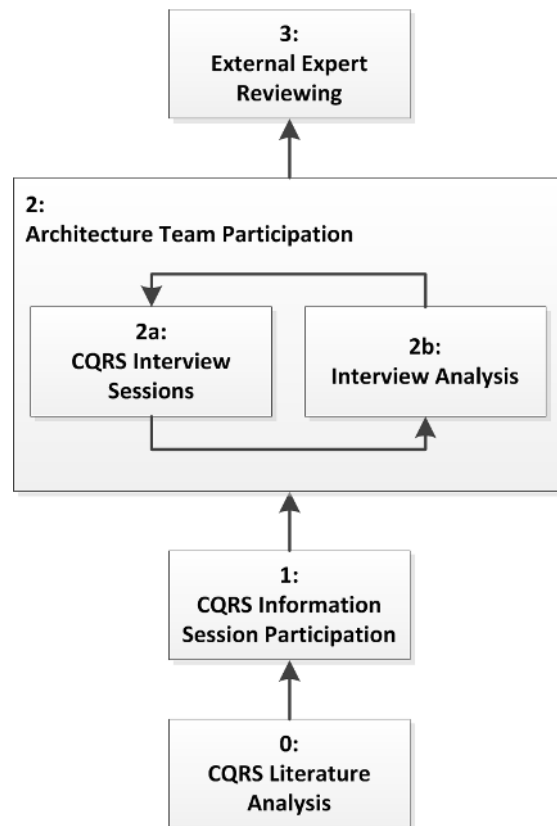 3:
External Expert
Reviewing
2:
Architecture Team Participation
2a:
CQRS Interview
Sessions
2b:
Interview Analysis
1:
CQRS Information
Session Participation
0:
CQRS Literature
Analysis